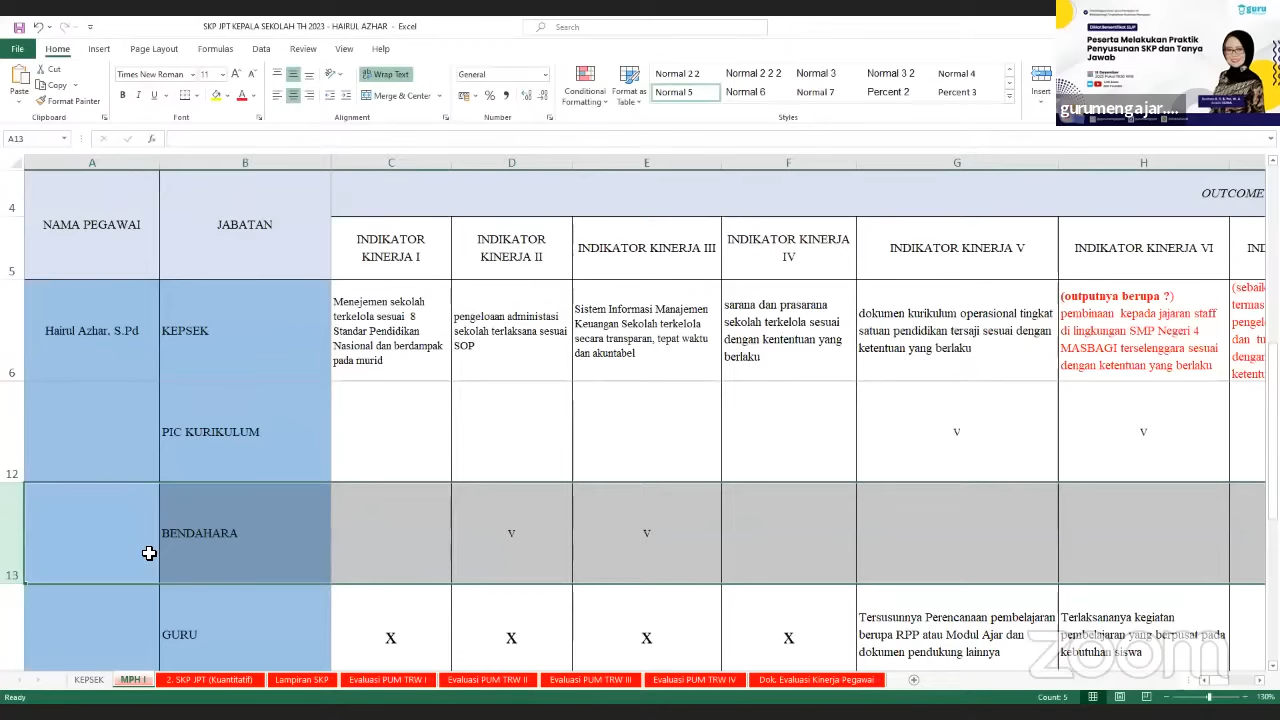 SKP JPT KEPALA SEKOLAH TH 2023 - HAIRUL AZHAR - Excel
Search
File Home Insert Page Layout Formulas Data Review View Help
Cut
Copy
Format Painter
Paste
Clipboard
Times New Roman 11
B I U
Font
Wrap Text
Merge & Center
Alignment
General
Number
Conditional Formatting
Format as Table
Normal 2 2 Normal 2 2 2 Normal 3 Normal 3 2 Normal 4
Normal 5 Normal 6 Normal 7 Percent 2 Percent 3
Styles
Insert
guru
Peserta Melakukan Praktik
Penyusunan SKP dan Tanya
Jawab
gurumengajar....
A13
A B C D E F G H
4
NAMA PEGAWAI
JABATAN
OUTCOME
5
INDIKATOR
KINERJA I
INDIKATOR
KINERJA II
INDIKATOR KINERJA III
INDIKATOR KINERJA
IV
INDIKATOR KINERJA V
INDIKATOR KINERJA VI
6
Hairul Azhar, S.Pd
KEPSEK
Menejemen sekolah
terkelola sesuai 8
Standar Pendidikan
Nasional dan berdampak
pada murid
pengeloaan administasi
sekolah terlaksana sesuai
SOP
Sistem Informasi Manajemen
Keuangan Sekolah terkelola
secara transparan, tepat waktu
dan akuntabel
sarana dan prasarana
sekolah terkelola sesuai
dengan kententuan yang
berlaku
dokumen kurikulum operasional tingkat
satuan pendidikan tersaji sesuai dengan
ketentuan yang berlaku
(outputnya berupa ?)
pembinaan kepada jajaran staff
di lingkungan SMP Negeri 4
MASBAGI terselenggara sesuai
dengan ketentuan yang berlaku
12
PIC KURIKULUM
V V
13
BENDAHARA
V V
GURU
X X X X
Tersusunnya Perencanaan pembelajaran
berupa RPP atau Modul Ajar dan
dokumen pendukung lainnya
Terlaksananya kegiatan
pembelajaran yang berpusat pada
kebutuhan siswa
zoom
KEPSEK MPH I 2. SKP JPT (Kuantitatif) Lampiran SKP Evaluasi PUM TRW I Evaluasi PUM TRW II Evaluasi PUM TRW III Evaluasi PUM TRW IV Dok. Evaluasi Kinerja Pegawai
Ready
Count: 5
130%